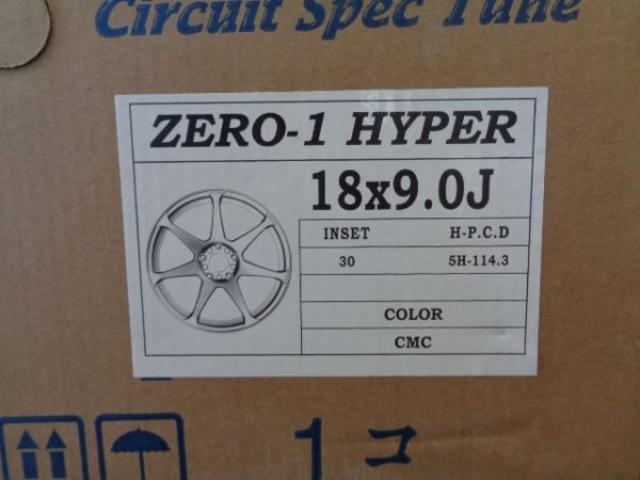 Circuit Spec Tune
ZERO-1 HYPER
18x9.0J
INSET H-P.C.D
30 5H-114.3
COLOR
CMC
1コ